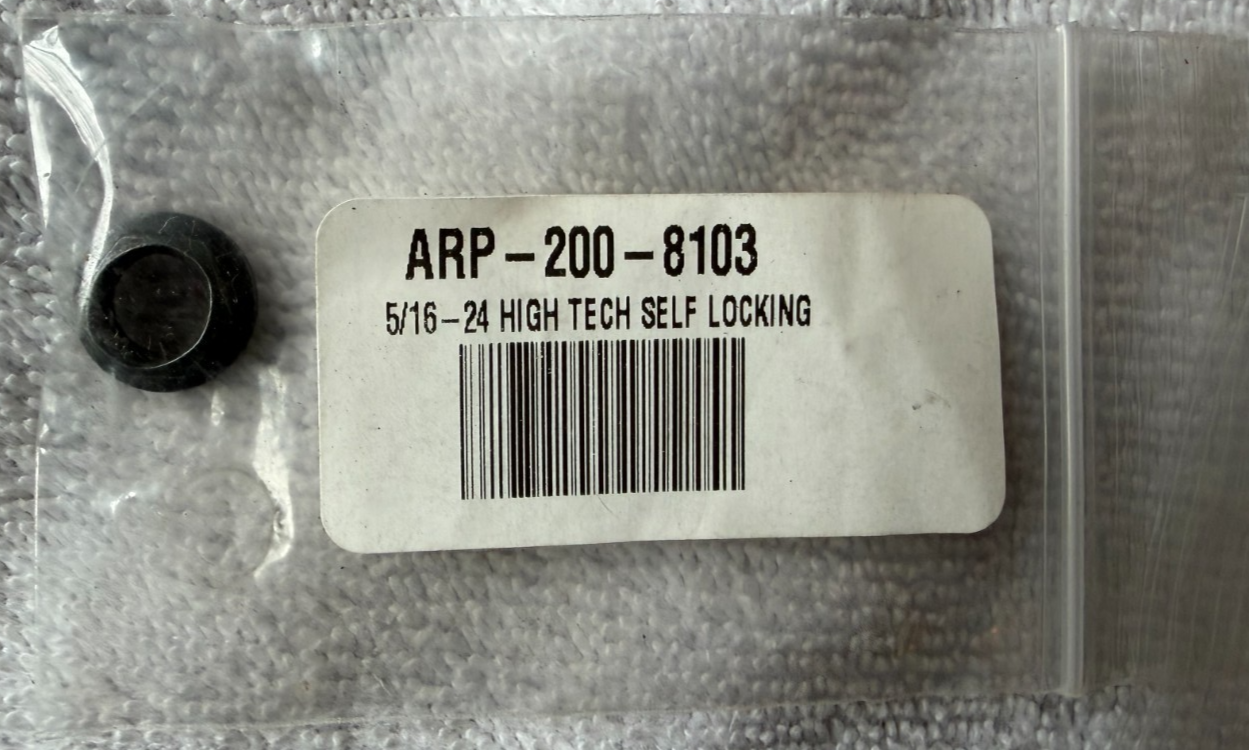 ARP-200-8103
5/16-24 HIGH TECH SELF LOCKING